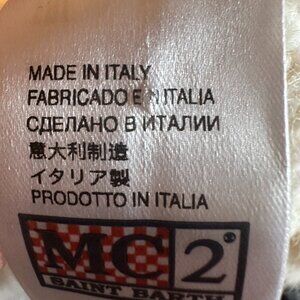 MADE IN ITALY
FABRICADO EN ITALIA
СДЕЛАНО В ИТАЛИИ
意大利制造
イタリア製
PRODOTTO IN ITALIA
MC2
SAINT BARTH